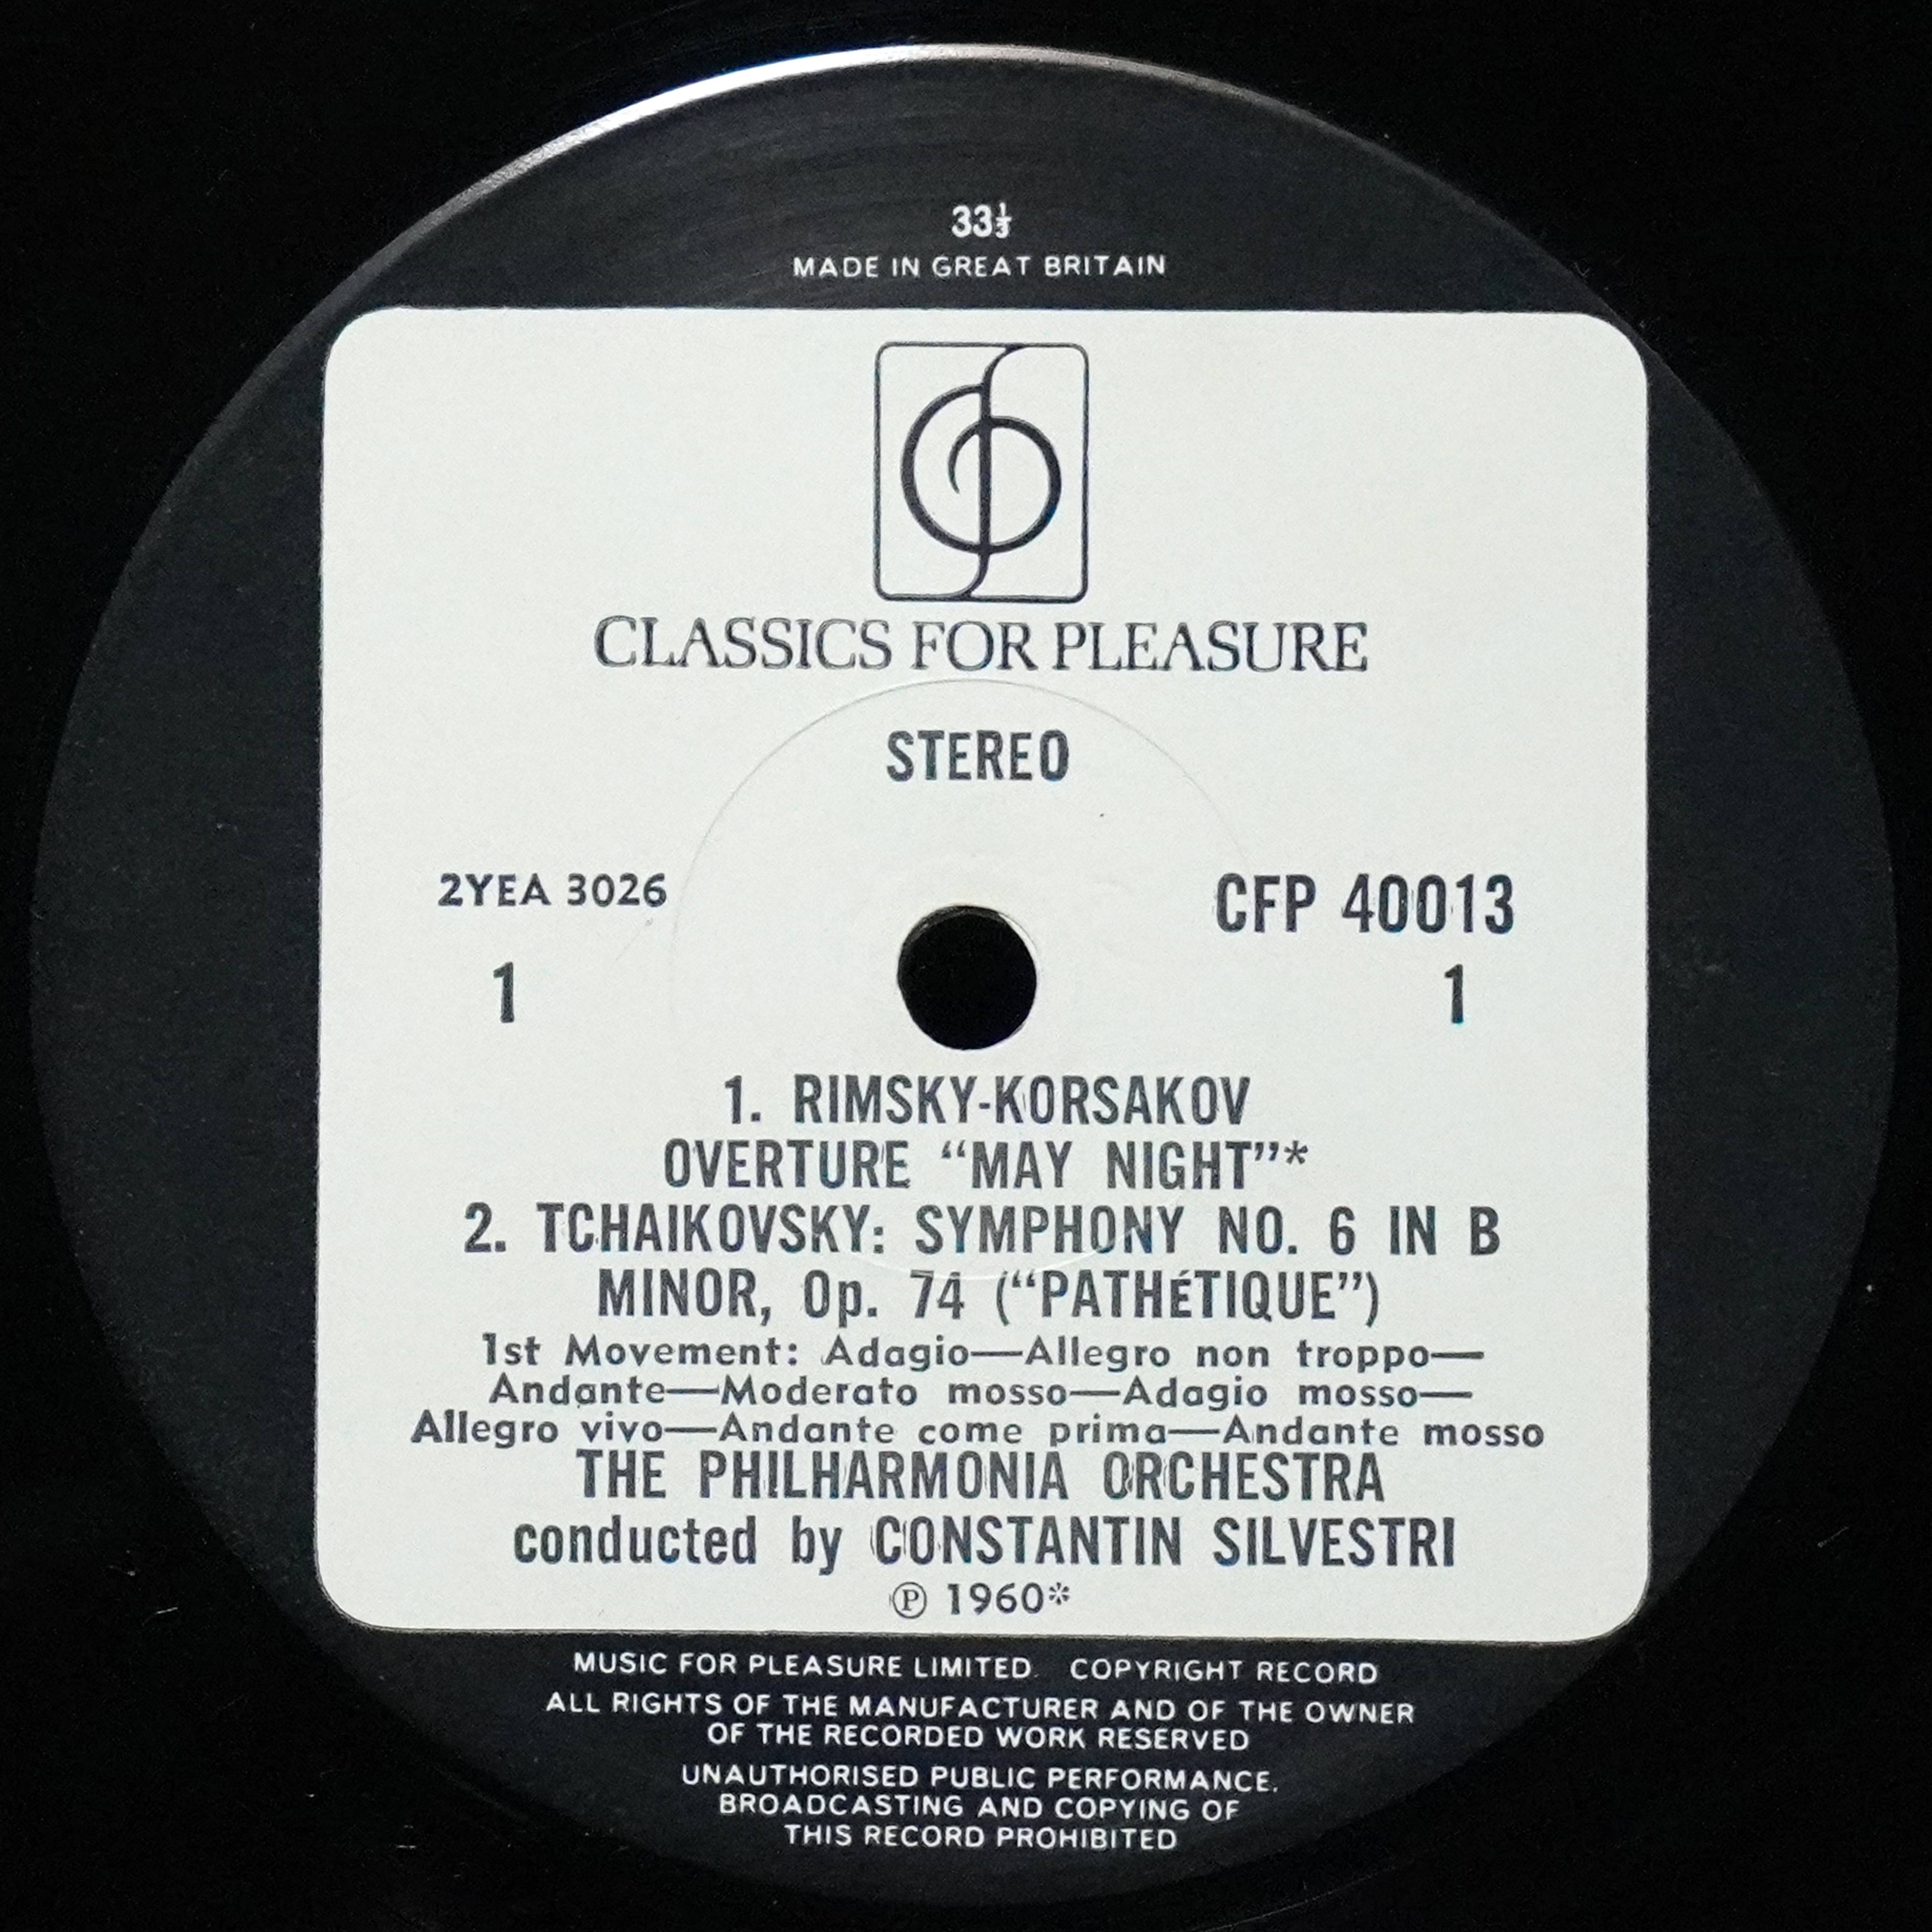 33⅓
MADE IN GREAT BRITAIN
CLASSICS FOR PLEASURE
STEREO
2YEA 3026
CFP 40013
1
1
1. RIMSKY-KORSAKOV
OVERTURE “MAY NIGHT”*
2. TCHAIKOVSKY: SYMPHONY NO. 6 IN B
MINOR, Op. 74 (“PATHÉTIQUE”)
1st Movement: Adagio—Allegro non troppo—
Andante—Moderato mosso—Adagio mosso—
Allegro vivo—Andante come prima—Andante mosso
THE PHILHARMONIA ORCHESTRA
conducted by CONSTANTIN SILVESTRI
℗ 1960*
MUSIC FOR PLEASURE LIMITED. COPYRIGHT RECORD
ALL RIGHTS OF THE MANUFACTURER AND OF THE OWNER
OF THE RECORDED WORK RESERVED
UNAUTHORISED PUBLIC PERFORMANCE,
BROADCASTING AND COPYING OF
THIS RECORD PROHIBITED